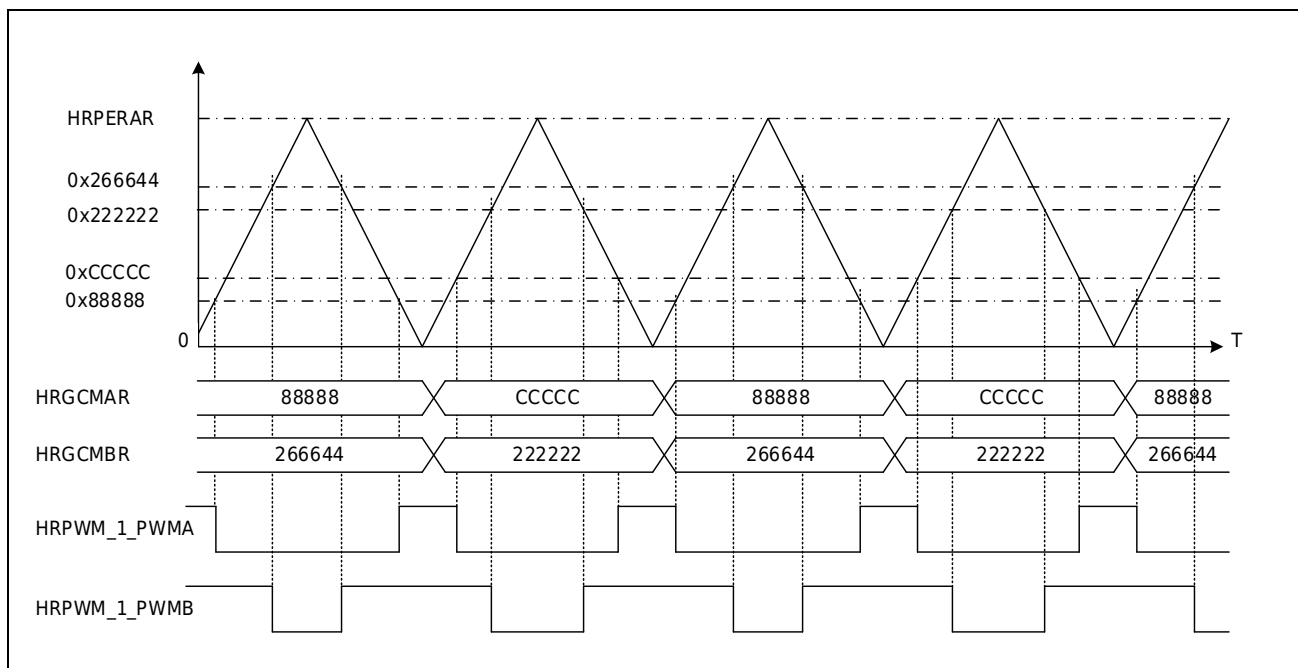 HRPERAR
0x266644
0x222222
0xCCCCC
0x88888
0
T
HRGCMAR 88888 CCCCC 88888 CCCCC 88888
HRGCMBR 266644 222222 266644 222222 266644
HRPWM_1_PWMA
HRPWM_1_PWMB